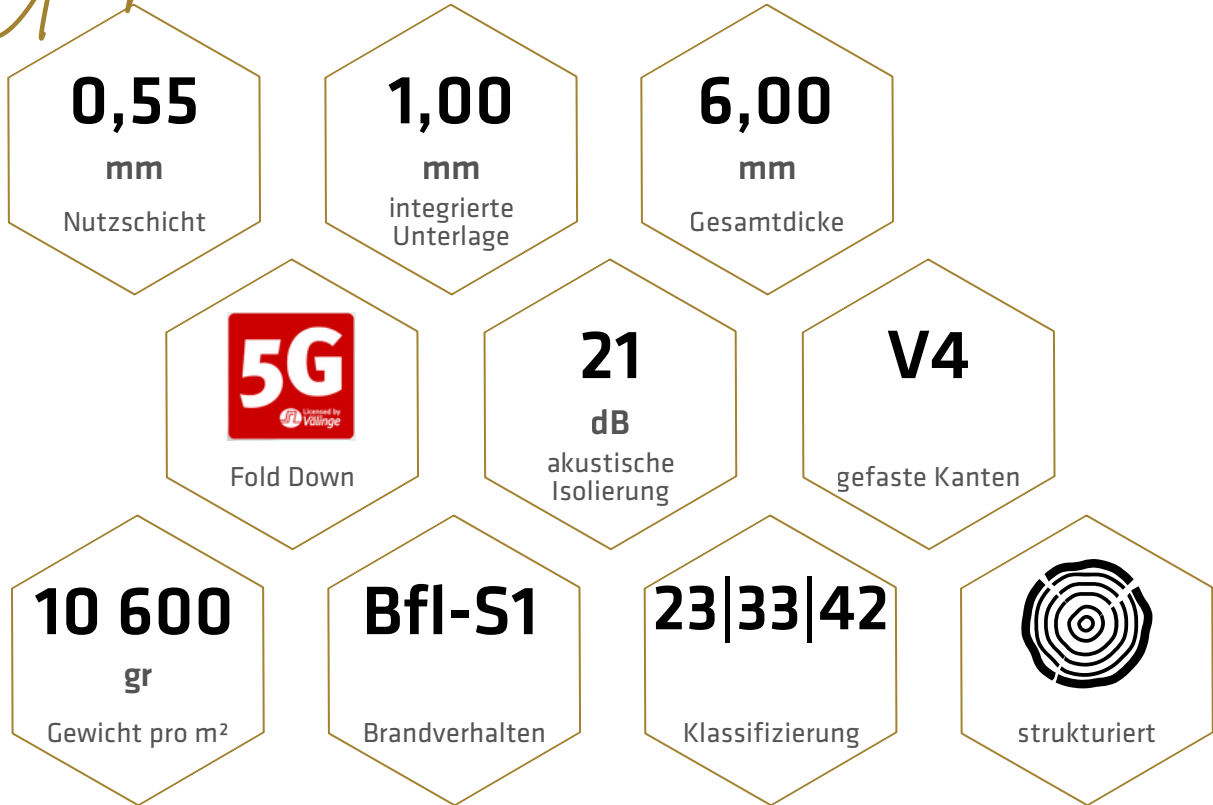 0,55
mm
Nutzschicht
1,00
mm
integrierte
Unterlage
6,00
mm
Gesamtdicke
5G
Licensed by
Välinge
Fold Down
21
dB
akustische
Isolierung
V4
gefaste Kanten
10 600
gr
Gewicht pro m²
Bfl-S1
Brandverhalten
23|33|42
Klassifizierung
strukturiert